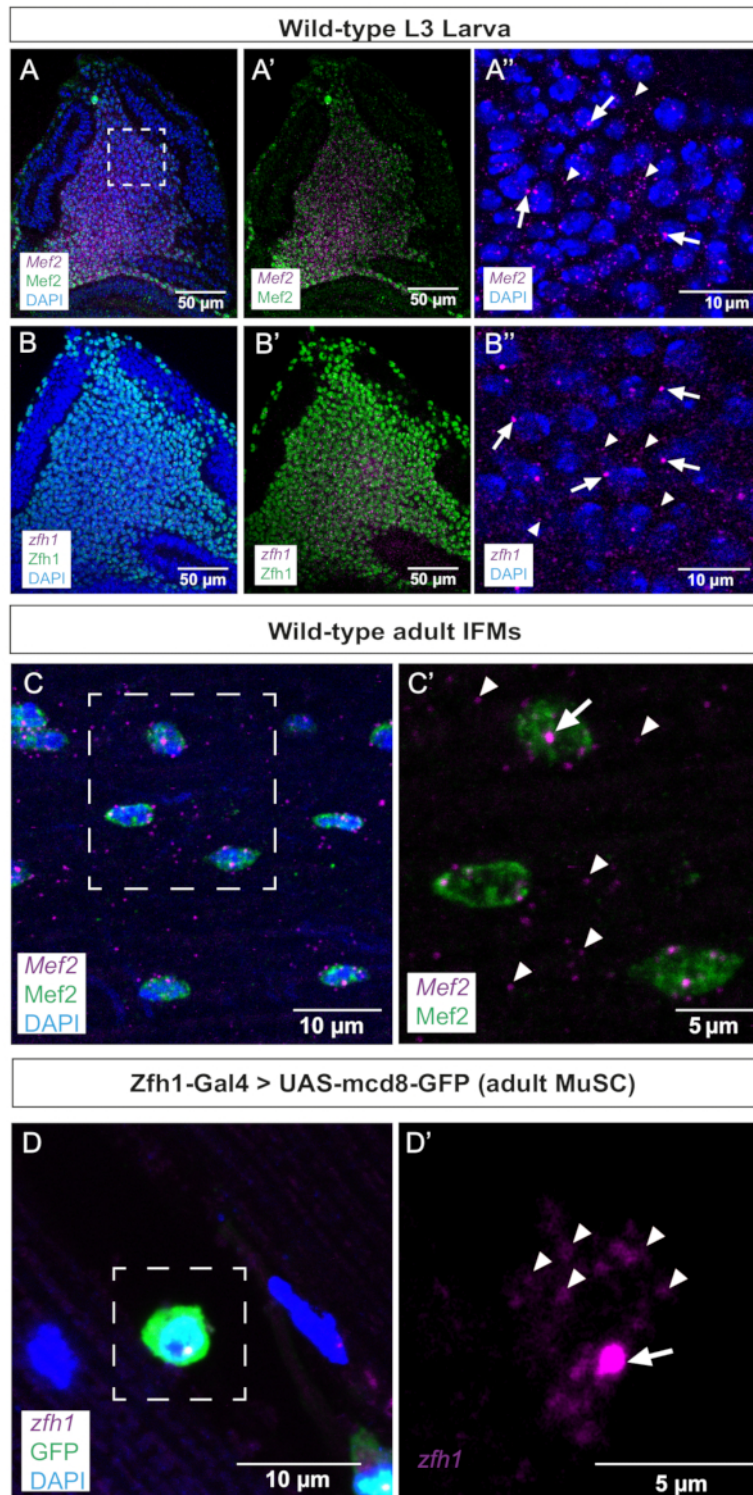 Wild-type L3 Larva
A
Mef2
Mef2
DAPI
50 µm
A'
Mef2
Mef2
50 µm
A"
Mef2
DAPI
10 µm
B
zfh1
Zfh1
DAPI
50 µm
B'
zfh1
Zfh1
50 µm
B"
zfh1
DAPI
10 µm
Wild-type adult IFMs
C
Mef2
Mef2
DAPI
10 µm
C'
Mef2
Mef2
5 µm
Zfh1-Gal4 > UAS-mcd8-GFP (adult MuSC)
D
zfh1
GFP
DAPI
10 µm
D'
zfh1
5 µm